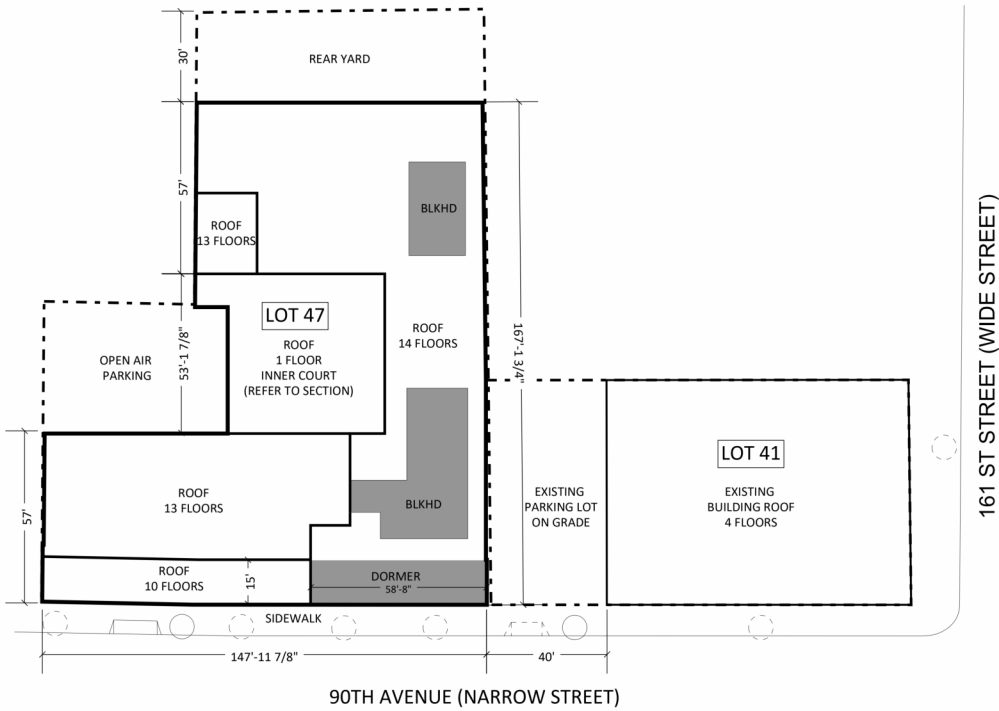 30'
REAR YARD
57'
BLKHD
ROOF
13 FLOORS
LOT 47
ROOF
1 FLOOR
INNER COURT
(REFER TO SECTION)
ROOF
14 FLOORS
53'-1 7/8"
167'-1 3/4"
OPEN AIR
PARKING
161 ST STREET (WIDE STREET)
LOT 41
EXISTING
BUILDING ROOF
4 FLOORS
EXISTING
PARKING LOT
ON GRADE
57'
ROOF
13 FLOORS
BLKHD
ROOF
10 FLOORS
15'
DORMER
58'-8"
SIDEWALK
147'-11 7/8"
40'
90TH AVENUE (NARROW STREET)